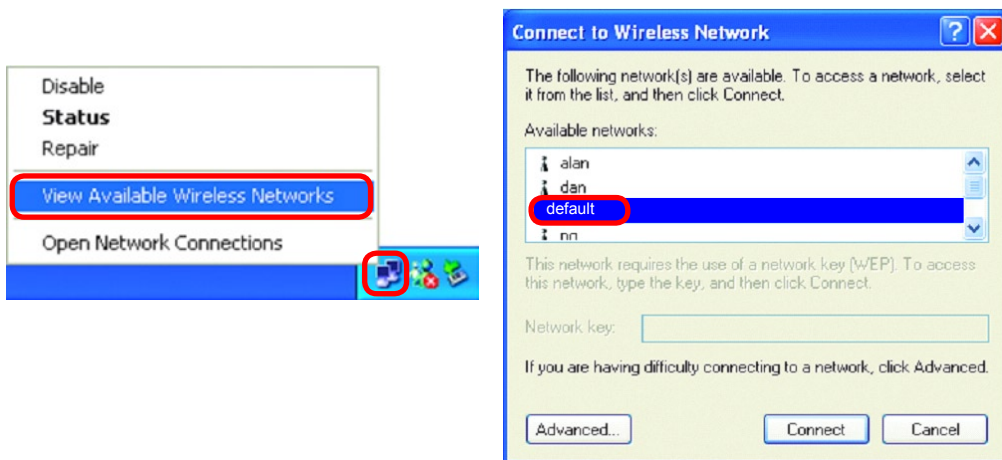 Disable
Status
Repair
View Available Wireless Networks
Open Network Connections
Connect to Wireless Network
The following network(s) are available. To access a network, select
it from the list, and then click Connect.
Available networks:
alan
dan
default
This network requires the use of a network key (WEP). To access
this network, type the key, and then click Connect.
Network key:
If you are having difficulty connecting to a network, click Advanced.
Advanced...
Connect
Cancel